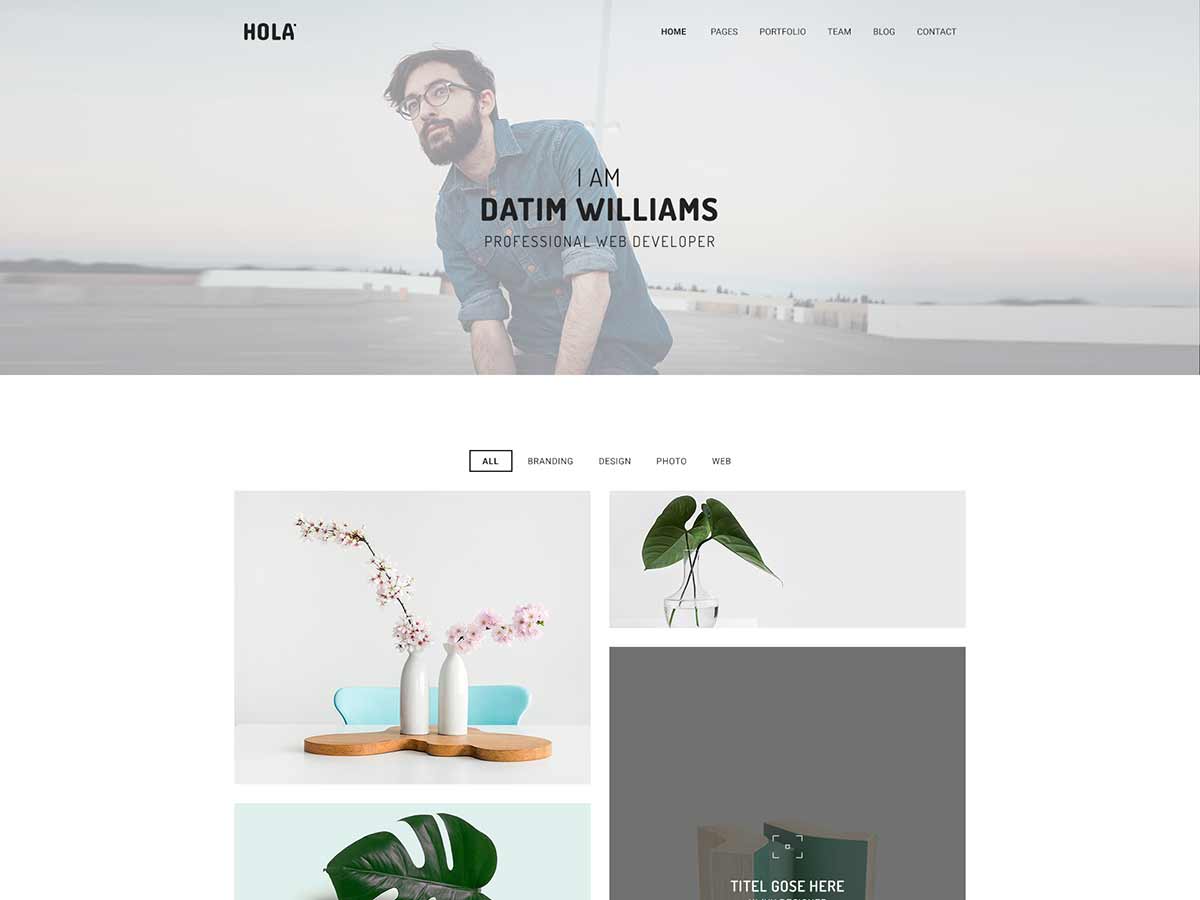 HOLA
HOME PAGES PORTFOLIO TEAM BLOG CONTACT
I AM
DATIM WILLIAMS
PROFESSIONAL WEB DEVELOPER
ALL BRANDING DESIGN PHOTO WEB
TITEL GOSE HERE